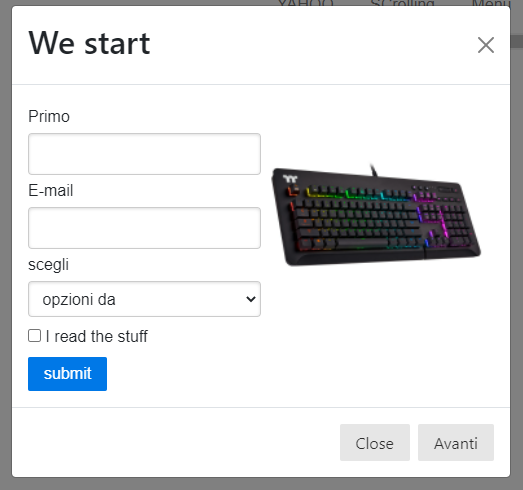 YAHOO SCrolling Menu
We start
Primo
E-mail
scegli
opzioni da
I read the stuff
submit
Close Avanti